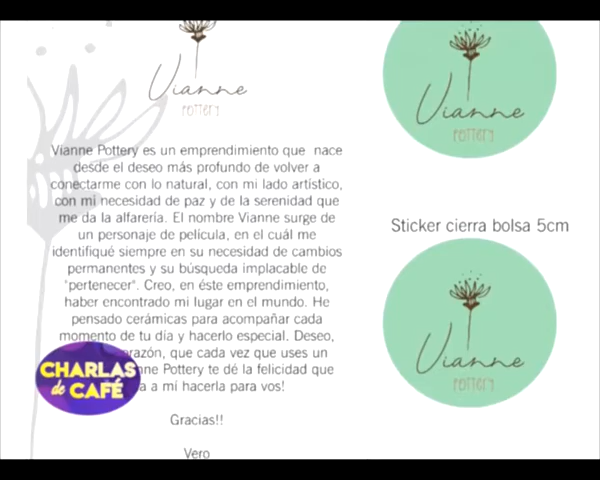 Vianne
POTTERY
Vianne Pottery es un emprendimiento que nace
desde el deseo más profundo de volver a
conectarme con lo natural, con mi lado artístico,
con mi necesidad de paz y de la serenidad que
me da la alfarería. El nombre Vianne surge de
un personaje de película, en el cuál me
identifiqué siempre en su necesidad de cambios
permanentes y su búsqueda implacable de
"pertenecer". Creo, en éste emprendimiento,
haber encontrado mi lugar en el mundo. He
pensado cerámicas para acompañar cada
momento de tu día y hacerlo especial. Deseo,
que cada vez que uses un
Pottery te dé la felicidad que
a mí hacerla para vos!
Gracias!!
Vero
CHARLAS
de CAFÉ
Vianne
POTTERY
Sticker cierra bolsa 5cm
Vianne
POTTERY